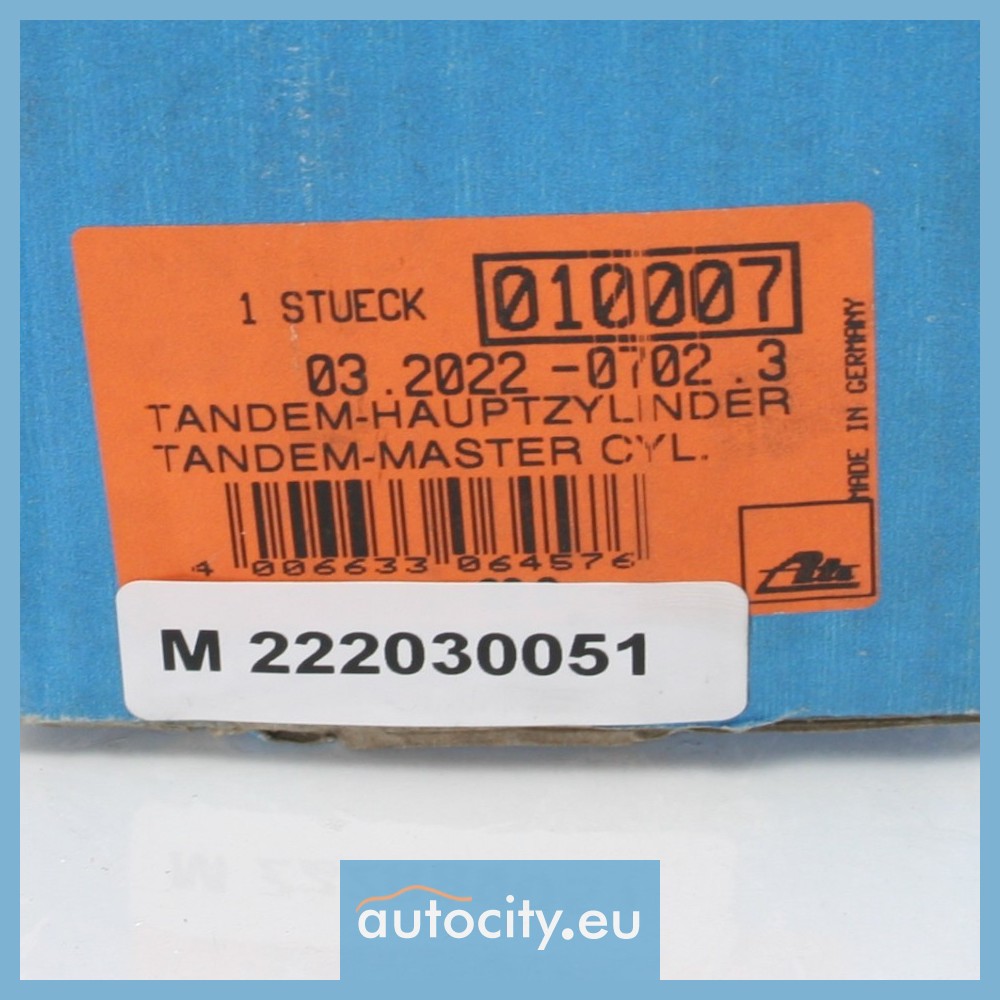 1 STUECK 010007
03.2022-0702.3
TANDEM-HAUPTZYLINDER
TANDEM-MASTER CYL.
4 006633 064576
MADE IN GERMANY
Ate
M 222030051
autocity.eu